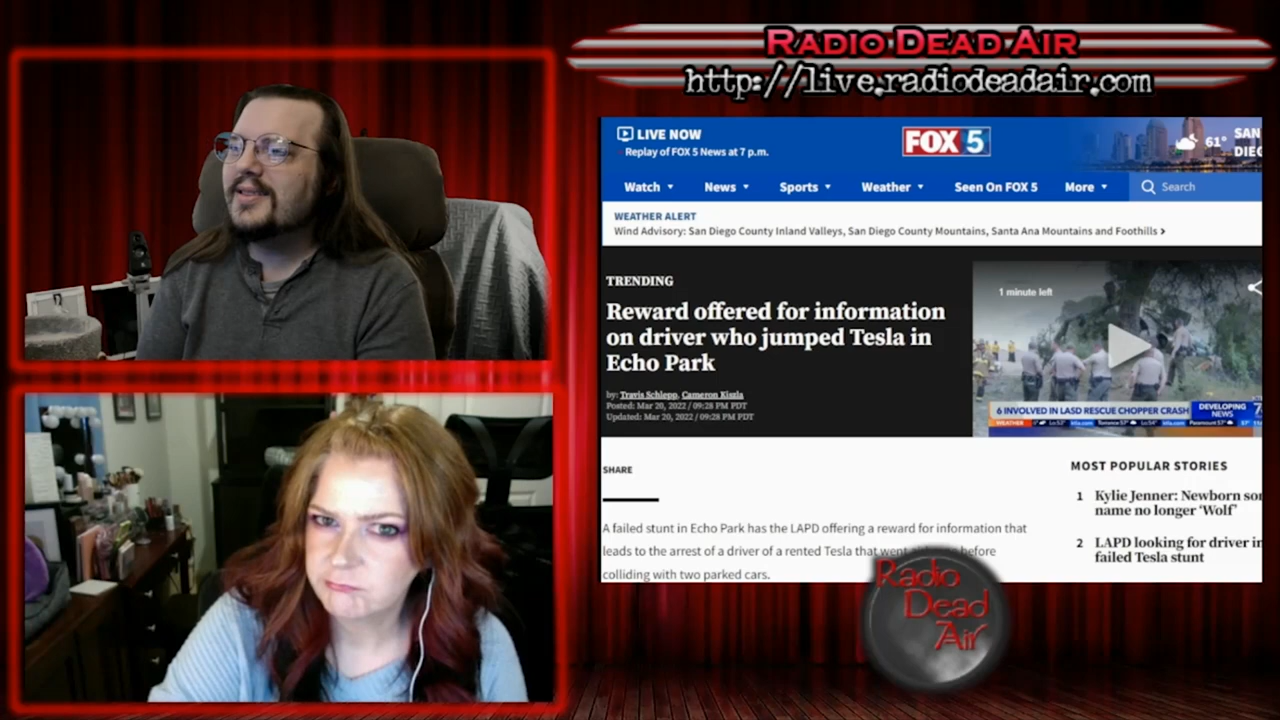 RADIO DEAD AIR
http://live.radiodeadair.com
LIVE NOW
Replay of FOX 5 News at 7 p.m.
FOX 5
61°
SAN
DIEG
Watch
News
Sports
Weather
Seen On FOX 5
More
Search
WEATHER ALERT
Wind Advisory: San Diego County Inland Valleys, San Diego County Mountains, Santa Ana Mountains and Foothills
TRENDING
Reward offered for information
on driver who jumped Tesla in
Echo Park
by: Travis Schlepp, Cameron Kiszla
Posted: Mar 20, 2022 / 09:28 PM PDT
Updated: Mar 20, 2022 / 09:28 PM PDT
1 minute left
6 INVOLVED IN LASD RESCUE CHOPPER CRASH
DEVELOPING
NEWS
WEATHER
SHARE
A failed stunt in Echo Park has the LAPD offering a reward for information that
leads to the arrest of a driver of a rented Tesla that went before
colliding with two parked cars.
MOST POPULAR STORIES
1 Kylie Jenner: Newborn son
name no longer ‘Wolf’
2 LAPD looking for driver in
failed Tesla stunt
Radio
Dead
Air